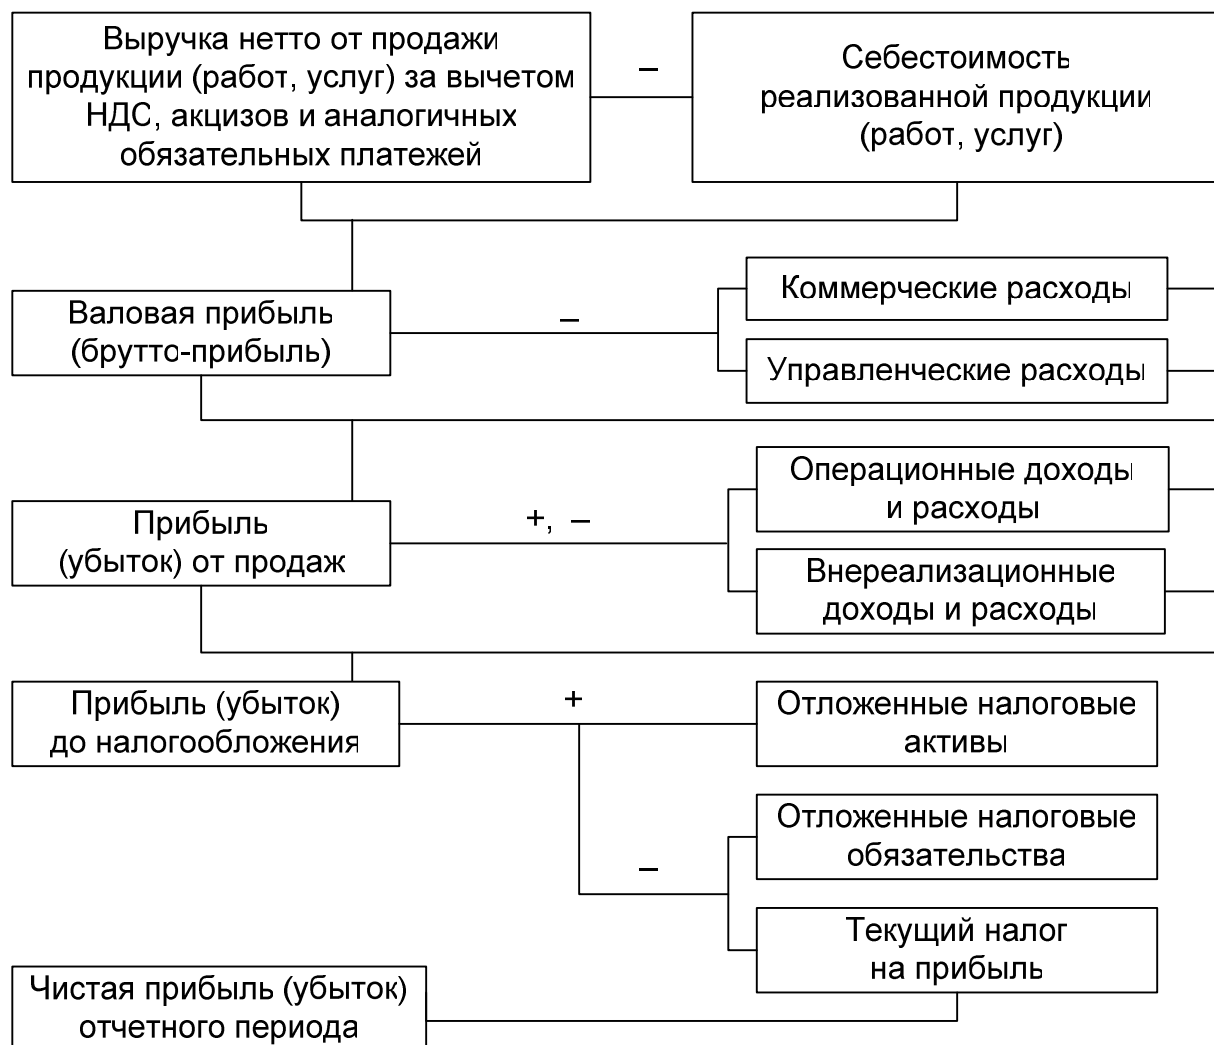 Выручка нетто от продажи
продукции (работ, услуг) за вычетом
НДС, акцизов и аналогичных
обязательных платежей
–
Себестоимость
реализованной продукции
(работ, услуг)
Валовая прибыль
(брутто-прибыль)
–
Коммерческие расходы
Управленческие расходы
Прибыль
(убыток) от продаж
+, –
Операционные доходы
и расходы
Внереализационные
доходы и расходы
Прибыль (убыток)
до налогообложения
+
Отложенные налоговые
активы
–
Отложенные налоговые
обязательства
Текущий налог
на прибыль
Чистая прибыль (убыток)
отчетного периода